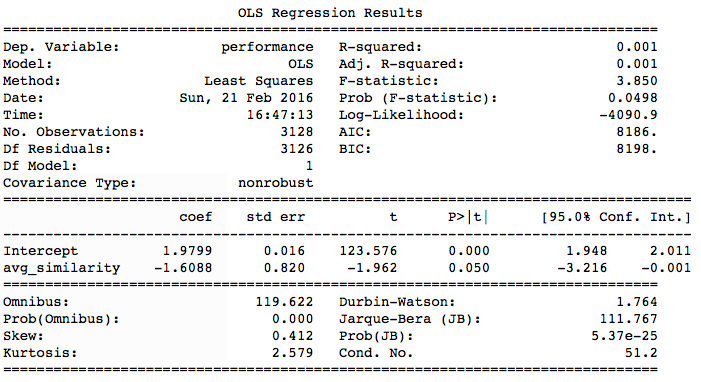 OLS Regression Results
==============================================================================
Dep. Variable:            performance   R-squared:                       0.001
Model:                            OLS   Adj. R-squared:                  0.001
Method:                 Least Squares   F-statistic:                     3.850
Date:                Sun, 21 Feb 2016   Prob (F-statistic):             0.0498
Time:                        16:47:13   Log-Likelihood:                -4090.9
No. Observations:                3128   AIC:                             8186.
Df Residuals:                    3126   BIC:                             8198.
Df Model:                           1
Covariance Type:            nonrobust
==================================================================================
                     coef    std err          t      P>|t|      [95.0% Conf. Int.]
----------------------------------------------------------------------------------
Intercept          1.9799      0.016    123.576      0.000         1.948     2.011
avg_similarity    -1.6088      0.820     -1.962      0.050        -3.216    -0.001
==============================================================================
Omnibus:                      119.622   Durbin-Watson:                   1.764
Prob(Omnibus):                  0.000   Jarque-Bera (JB):              111.767
Skew:                           0.412   Prob(JB):                     5.37e-25
Kurtosis:                       2.579   Cond. No.                         51.2
==============================================================================